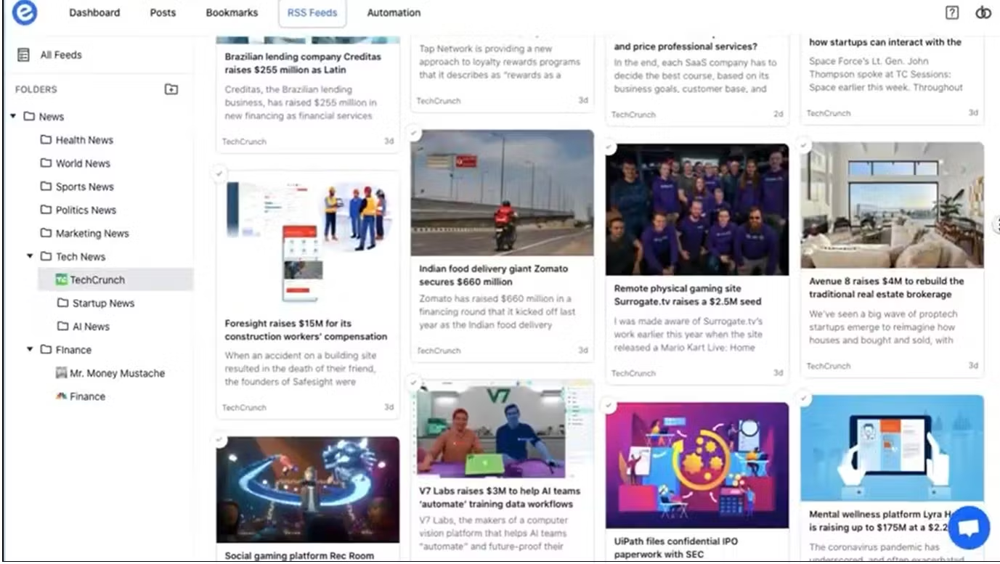 Dashboard
Posts
Bookmarks
RSS Feeds
Automation
All Feeds
FOLDERS
News
Health News
World News
Sports News
Politics News
Marketing News
Tech News
TechCrunch
Startup News
AI News
FInance
Mr. Money Mustache
Finance
Brazilian lending company Creditas
raises $255 million as Latin
Creditas, the Brazilian lending
business, has raised $255 million in
new financing as financial services
TechCrunch 3d
Foresight raises $15M for its
construction workers' compensation
When an accident on a building site
resulted in the death of their friend,
the founders of Safesight were
TechCrunch 3d
Social gaming platform Rec Room
Tap Network is providing a new
approach to loyalty rewards programs
that it describes as "rewards as a
TechCrunch 3d
Indian food delivery giant Zomato
secures $660 million
Zomato has raised $660 million in a
financing round that it kicked off last
year as the Indian food delivery
TechCrunch 3d
V7
V7 Labs raises $3M to help AI teams
'automate' training data workflows
V7 Labs, the makers of a computer
vision platform that helps AI teams
"automate" and future-proof their
and price professional services?
In the end, each SaaS company has to
decide the best course, based on its
business goals, customer base, and
TechCrunch 2d
Remote physical gaming site
Surrogate.tv raises a $2.5M seed
I was made aware of Surrogate.tv's
work earlier this year when the site
released a Mario Kart Live: Home
TechCrunch 3d
UiPath files confidential IPO
paperwork with SEC
how startups can interact with the
Space Force's Lt. Gen. John
Thompson spoke at TC Sessions:
Space earlier this week. Throughout
TechCrunch 3d
Avenue 8 raises $4M to rebuild the
traditional real estate brokerage
We've seen a big wave of proptech
startups emerge to reimagine how
houses and bought and sold, with
TechCrunch 3d
Mental wellness platform Lyra
is raising up to $175M at a
The coronavirus pandemic has
underscored, and often exacerbated